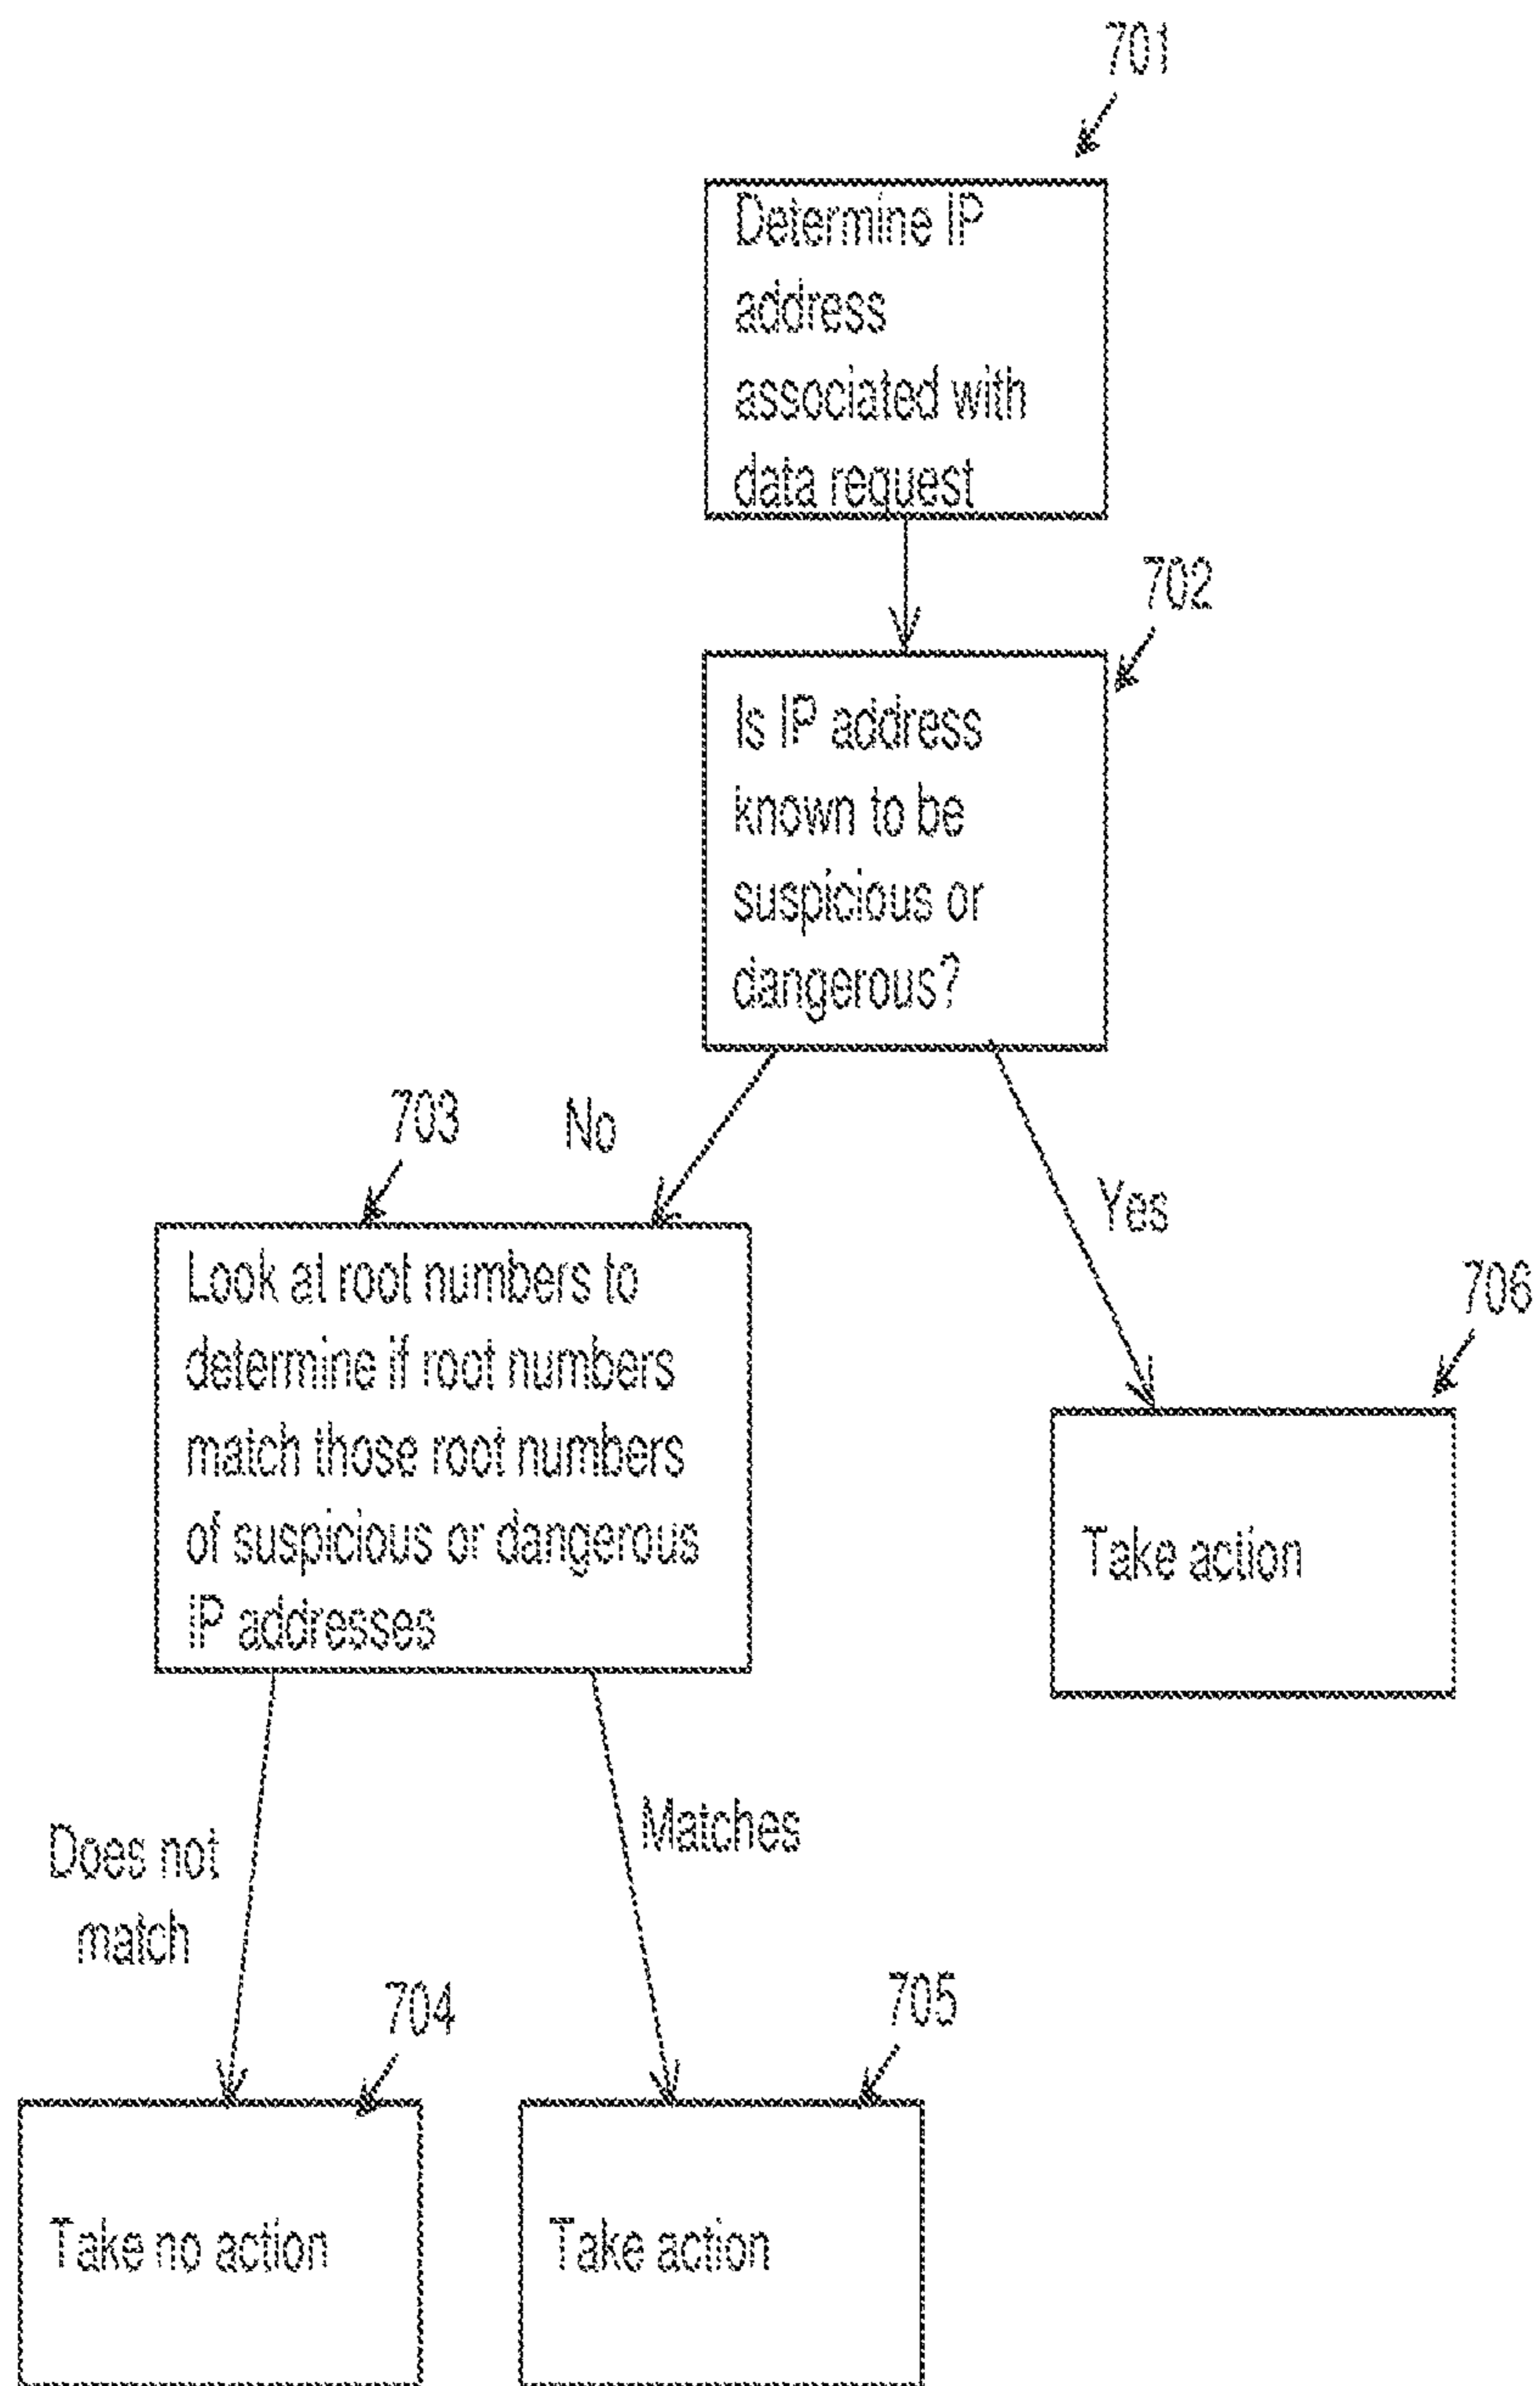 701
Determine IP
address
associated with
data request
702
Is IP address
known to be
suspicious or
dangerous?
703
No
Yes
Look at root numbers to
determine if root numbers
match those root numbers
of suspicious or dangerous
IP addresses
706
Take action
Does not
match
Matches
704
705
Take no action
Take action